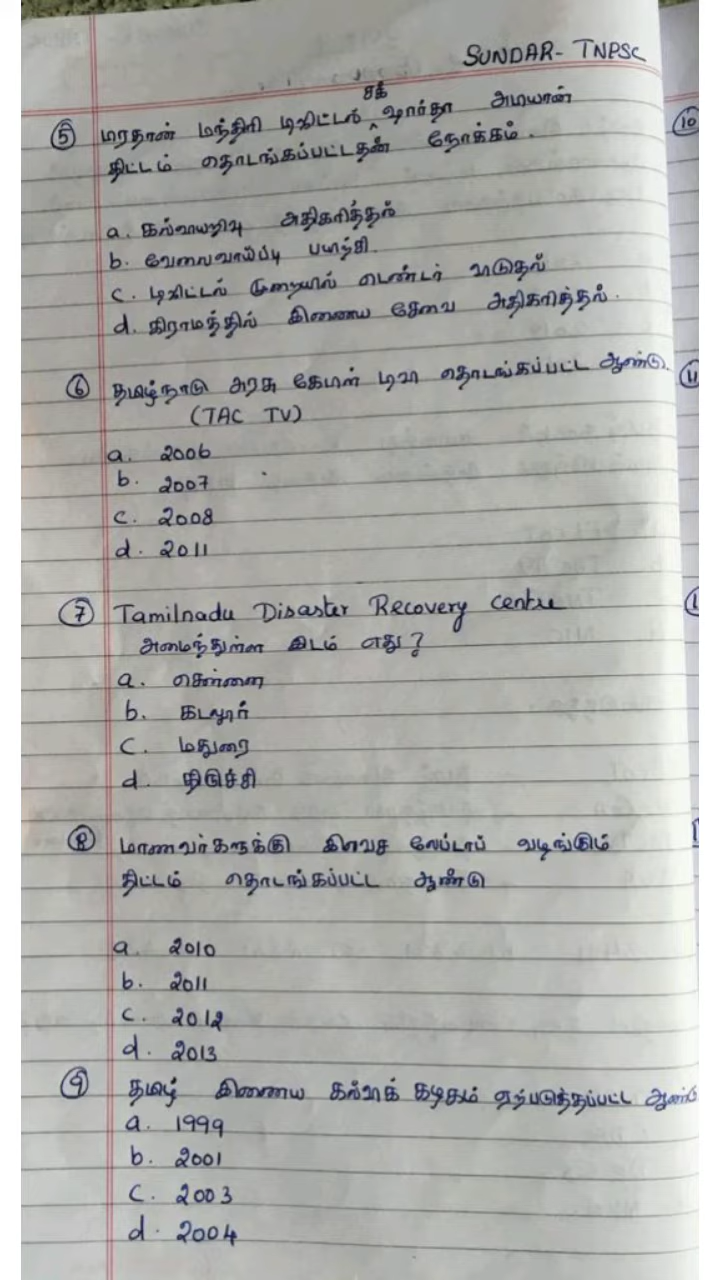 SUNDAR - TNPSC
சக்
⑤ பிரதான் மந்திரி டிஜிட்டல் ^ ஷார்தா அபியான்
திட்டம் தொடங்கப்பட்டதன் நோக்கம் .
a. கல்வியறிவு அதிகரித்தல்
b. வேலைவாய்ப்பு பயிற்சி.
c. டிஜிட்டல் முறையில் டெண்டர் விடுதல்
d. கிராமத்தில் இணைய சேவை அதிகரித்தல் .
⑥ தமிழ்நாடு அரசு கேபிள் டிவி தொடங்கப்பட்ட ஆண்டு.
(TAC TV)
a. 2006
b. 2007
c. 2008
d. 2011
⑦ Tamilnadu Disaster Recovery Centre
அமைந்துள்ள இடம் எது?
a. சென்னை
b. கடலூர்
c. மதுரை
d. திருச்சி
⑧ மாணவர்களுக்கு இலவச லேப்டாப் வழங்கும்
திட்டம் தொடங்கப்பட்ட ஆண்டு
a. 2010
b. 2011
c. 2012
d. 2013
⑨ தமிழ் இணைய கல்விக் கழகம் ஏற்படுத்தப்பட்ட ஆண்டு
a. 1999
b. 2001
c. 2003
d. 2004
⑩